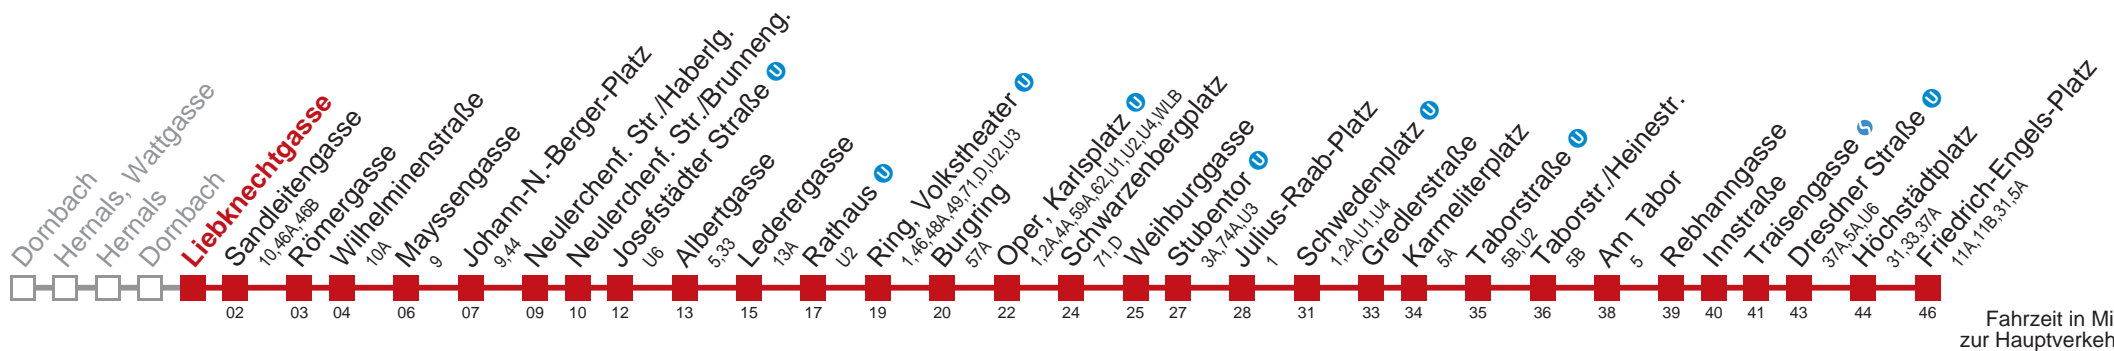 Dornbach
Hernals, Wattgasse
Hernals
Dornbach
Liebknechtgasse
Sandleitengasse
10,46A,46B
Römergasse
Wilhelminenstraße
10A
Mayssengasse
9
Johann-N.-Berger-Platz
9,44
Neulerchenf. Str./Haberlg.
Neulerchenf. Str./Brunneng.
Josefstädter Straße U
U6
Albertgasse
5,33
Lederergasse
13A
Rathaus U
U2
Ring, Volkstheater U
1,46,48A,49,71,D,U2,U3
Burgring
57A
Oper, Karlsplatz U
1,2A,4A,59A,62,U1,U2,U4,WLB
Schwarzenbergplatz
71,D
Weihburggasse
Stubentor U
3A,74A,U3
Julius-Raab-Platz
1
Schwedenplatz U
1,2A,U1,U4
Gredlerstraße
Karmeliterplatz
5A
Taborstraße U
5B,U2
Taborstr./Heinestr.
5B
Am Tabor
5
Rebhanngasse
Innstraße
Traisengasse
Dresdner Straße U
37A,5A,U6
Höchstädtplatz
31,33,37A
Friedrich-Engels-Platz
11A,11B,31,5A
02 03 04 06 07 09 10 12 13 15 17 19 20 22 24 25 27 28 31 33 34 35 36 38 39 40 41 43 44 46
Fahrzeit in Mi
zur Hauptverkeh